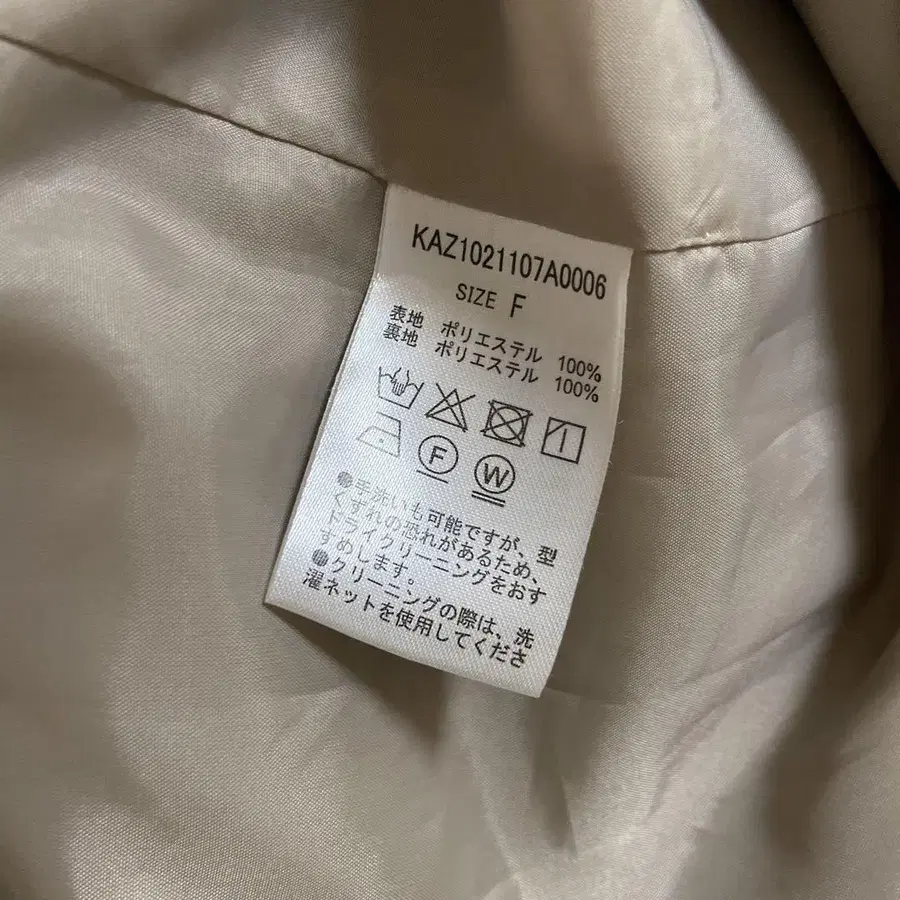 KAZ1021107A0006
SIZE F
表地 ポリエステル 100%
裏地 ポリエステル 100%
F
W
●手洗いも可能ですが、型
くずれの恐れがあるため、
ドライクリーニングをおす
すめします。
●クリーニングの際は、洗
濯ネットを使用してくださ